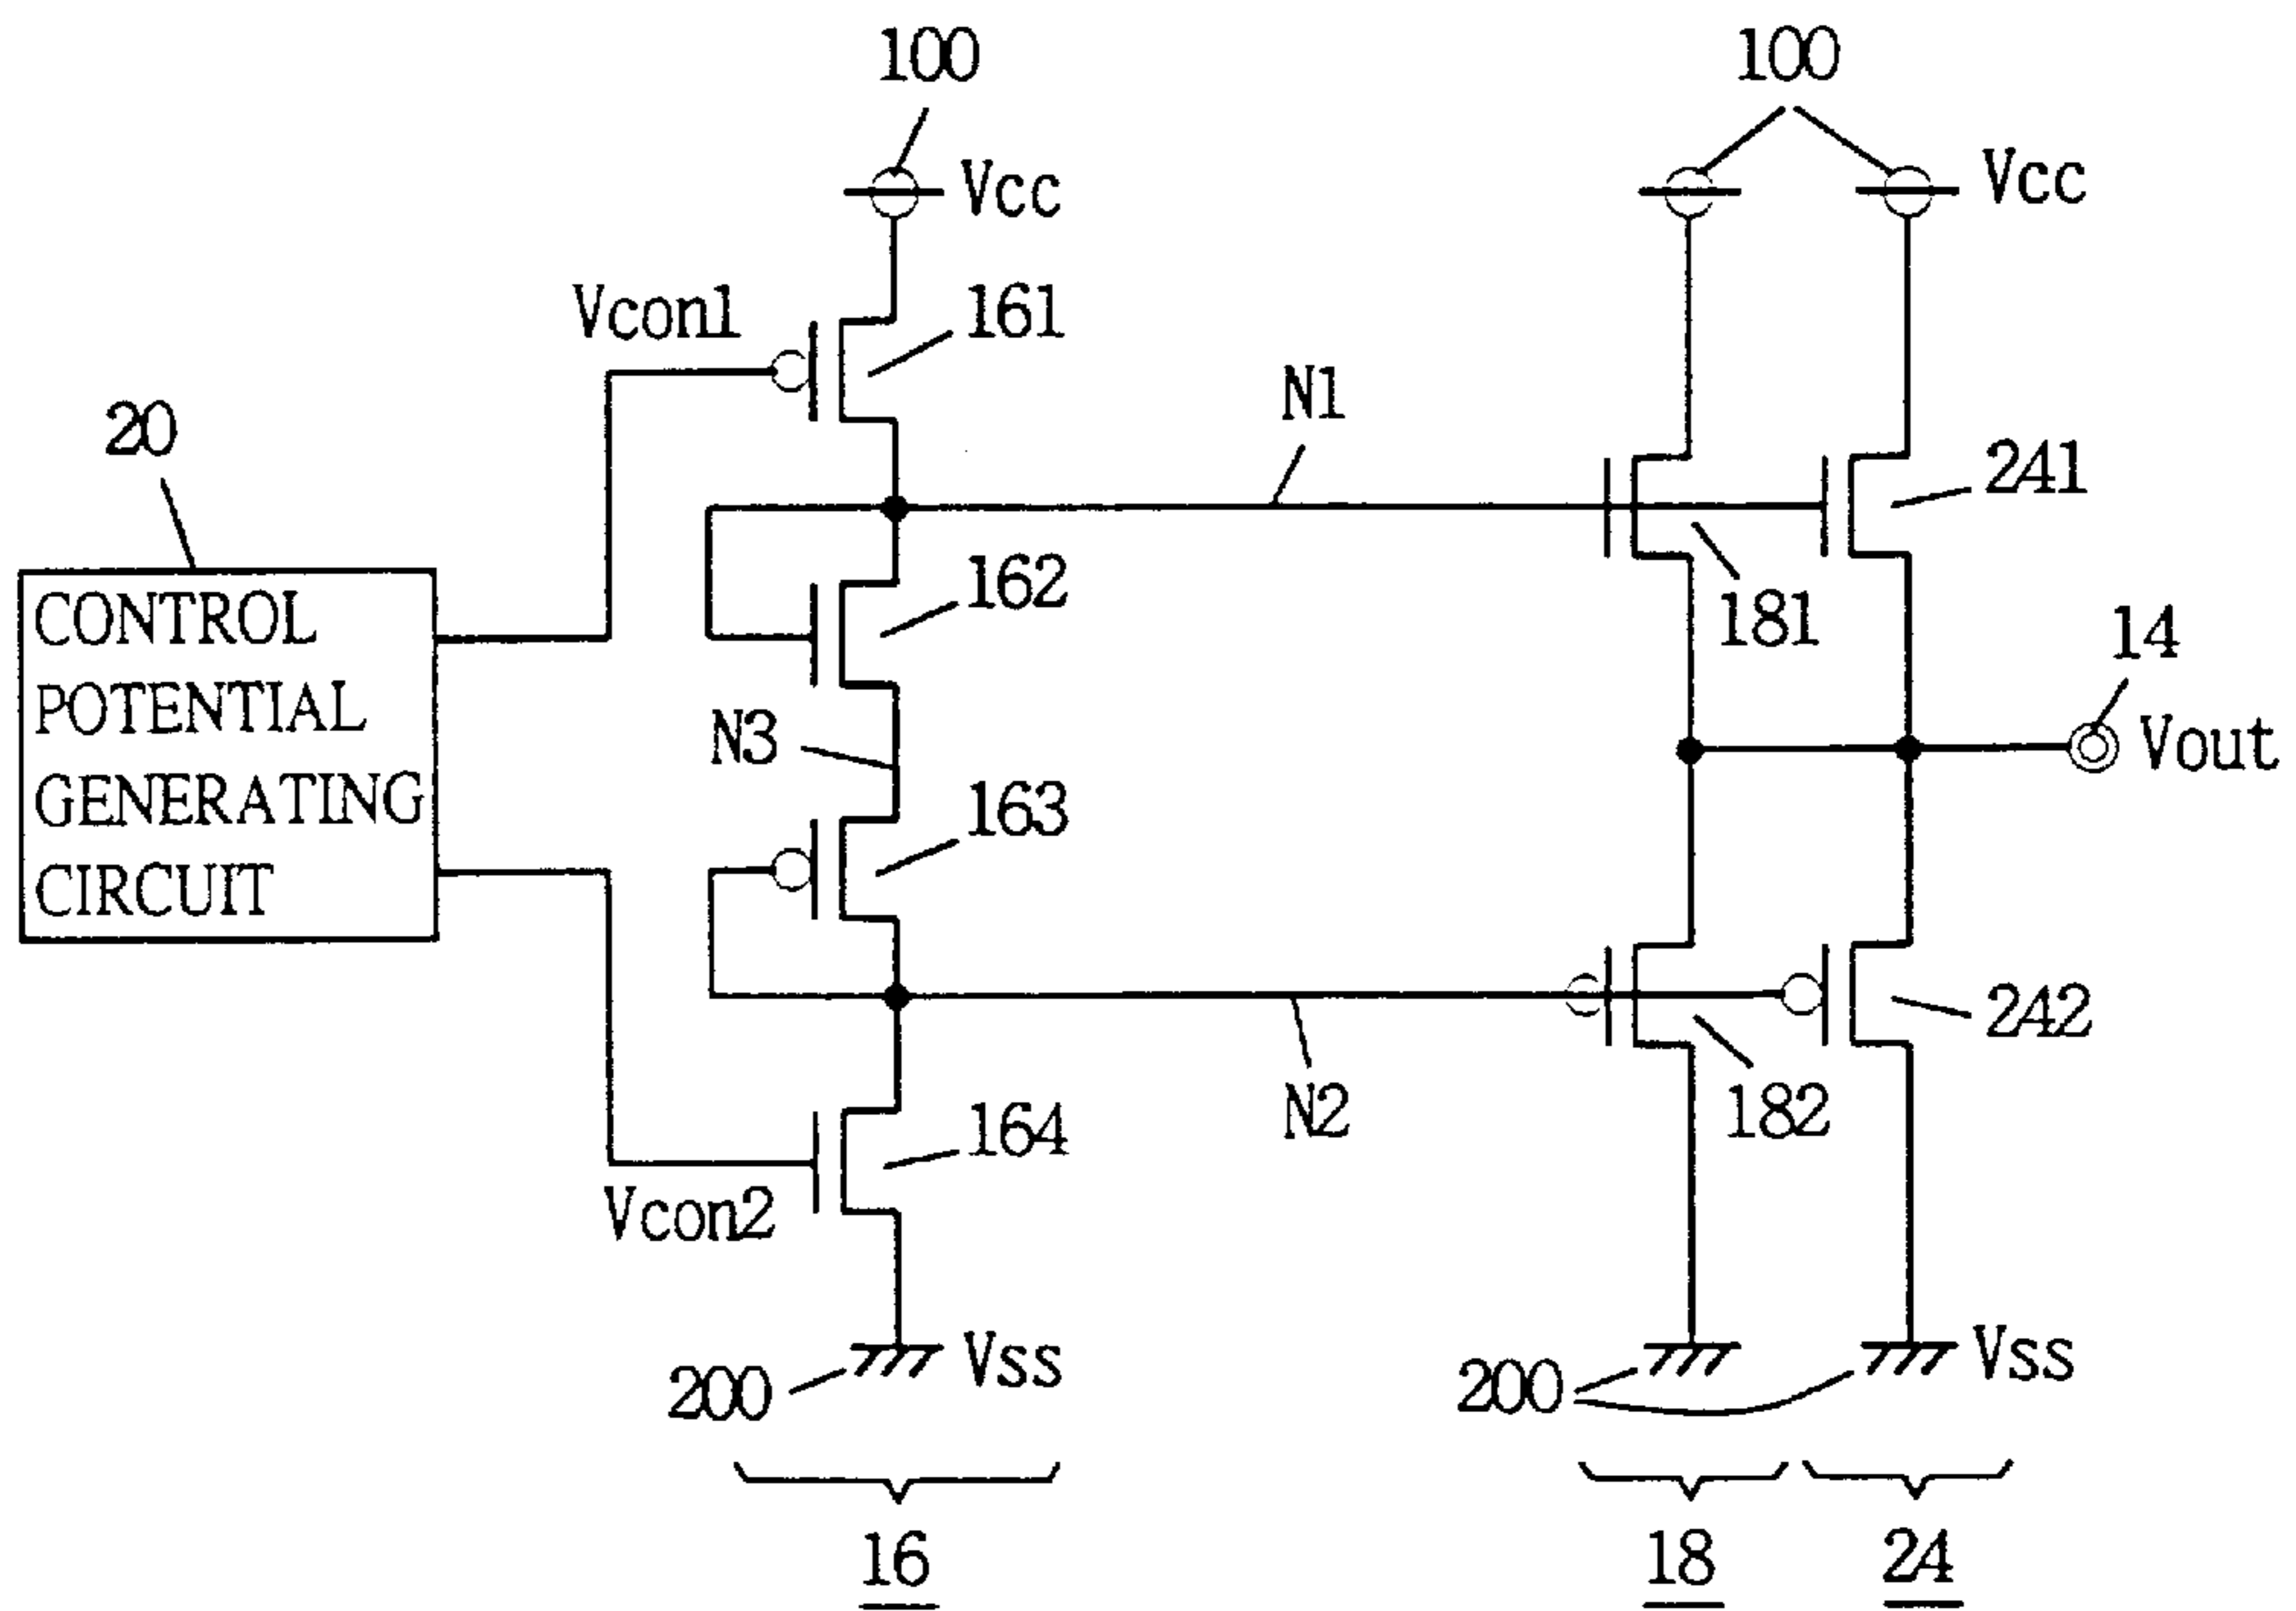 100
100
Vcc
Vcc
Vcon1
161
N1
20
241
CONTROL
POTENTIAL
GENERATING
CIRCUIT
162
181
14
N3
Vout
163
242
N2
182
164
Vcon2
Vss
Vss
200
200
16
18
24